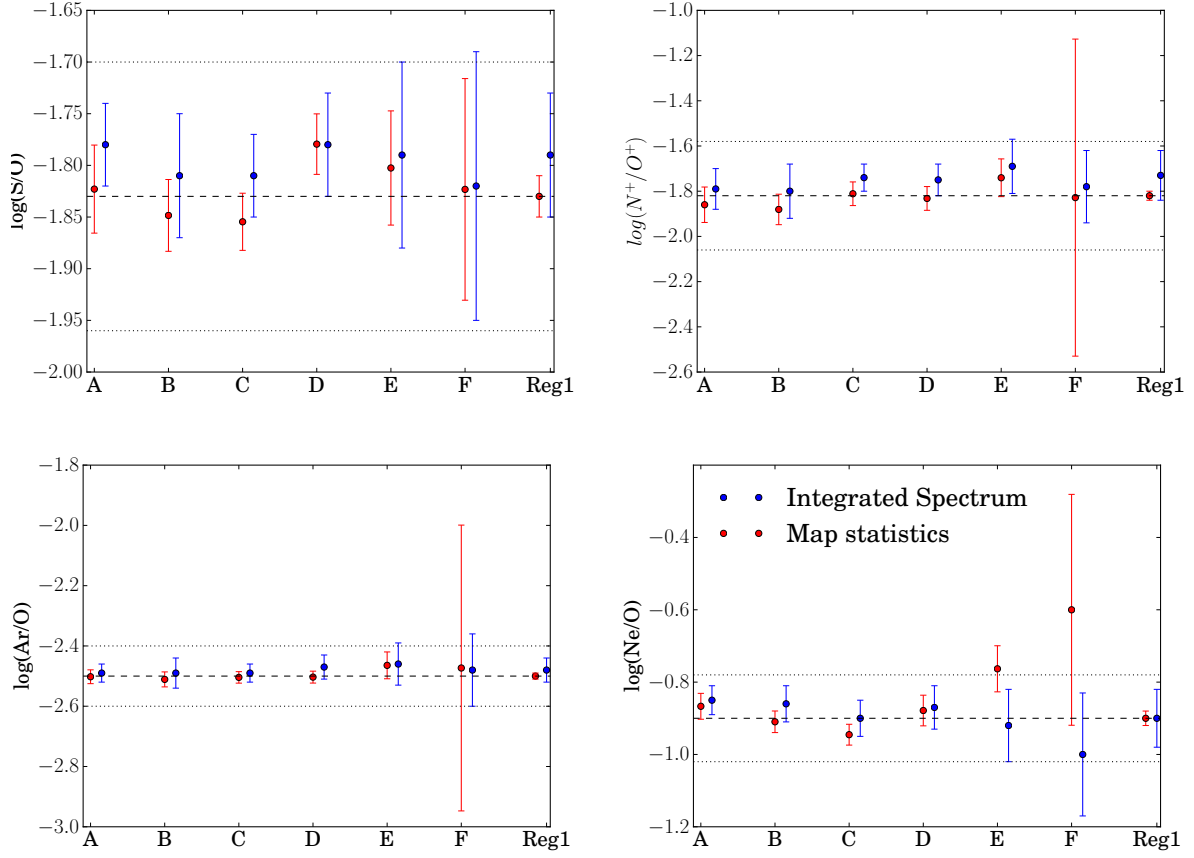 −1.65
−1.70
−1.75
−1.80
−1.85
−1.90
−1.95
−2.00
log(S/O)
A B C D E F Reg1
−1.0
−1.2
−1.4
−1.6
−1.8
−2.0
−2.2
−2.4
−2.6
log(N⁺/O⁺)
A B C D E F Reg1
−1.8
−2.0
−2.2
−2.4
−2.6
−2.8
−3.0
log(Ar/O)
A B C D E F Reg1
−0.4
−0.6
−0.8
−1.0
−1.2
log(Ne/O)
Integrated Spectrum
Map statistics
A B C D E F Reg1